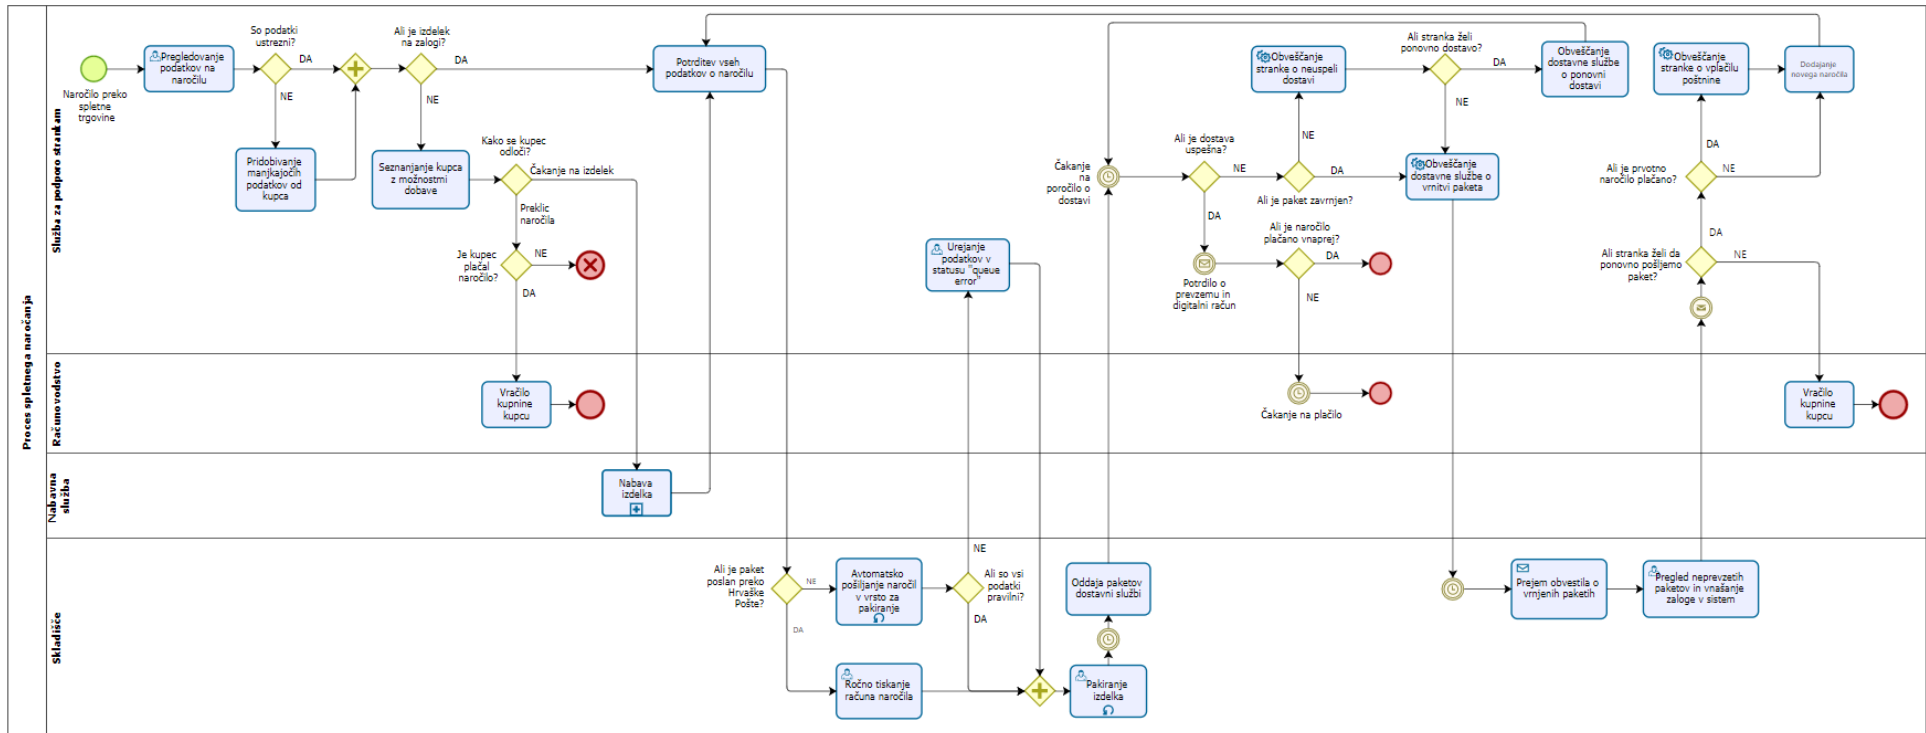 Proces spletnega naročanja
Služba za podporo strankam
Naročilo preko
spletne
trgovine
Pregledovanje
podatkov na
naročilu
So podatki
ustrezni?
DA
NE
Pridobivanje
manjkajočih
podatkov od
kupca
Ali je izdelek
na zalogi?
DA
NE
Seznanjanje kupca
z možnostmi
dobave
Kako se kupec
odloči?
Čakanje na izdelek
Preklic
naročila
Je kupec
plačal
naročilo?
NE
DA
Potrditev vseh
podatkov o naročilu
Urejanje
podatkov v
statusu "queue
error"
Čakanje
na
poročilo o
dostavi
Ali je dostava
uspešna?
NE
DA
Potrdilo o
prevzemu in
digitalni račun
Obveščanje
stranke o neuspeli
dostavi
NE
DA
Ali je paket zavrnjen?
Ali je naročilo
plačano vnaprej?
DA
NE
Ali stranka želi
ponovno dostavo?
DA
NE
Obveščanje
dostavne službe
o ponovni
dostavi
Obveščanje
dostavne službe o
vrnitvi paketa
Obveščanje
stranke o vplačilu
poštnine
Dodajanje
novega naročila
DA
Ali je prvotno
naročilo plačano?
NE
DA
Ali stranka želi da
ponovno pošljemo
paket?
NE
Računovodstvo
Vračilo
kupnine
kupcu
Čakanje na plačilo
Vračilo
kupnine
kupcu
Nabavna
služba
Nabava
izdelka
Skladišče
Ali je paket
poslan preko
Hrvaške
Pošte?
NE
DA
Avtomatsko
pošiljanje naročil
v vrsto za
pakiranje
NE
Ali so vsi
podatki
pravilni?
DA
Ročno tiskanje
računa naročila
Oddaja paketov
dostavni službi
Pakiranje
izdelka
Prejem obvestila o
vrnjenih paketih
Pregled neprevzetih
paketov in vnašanje
zaloge v sistem